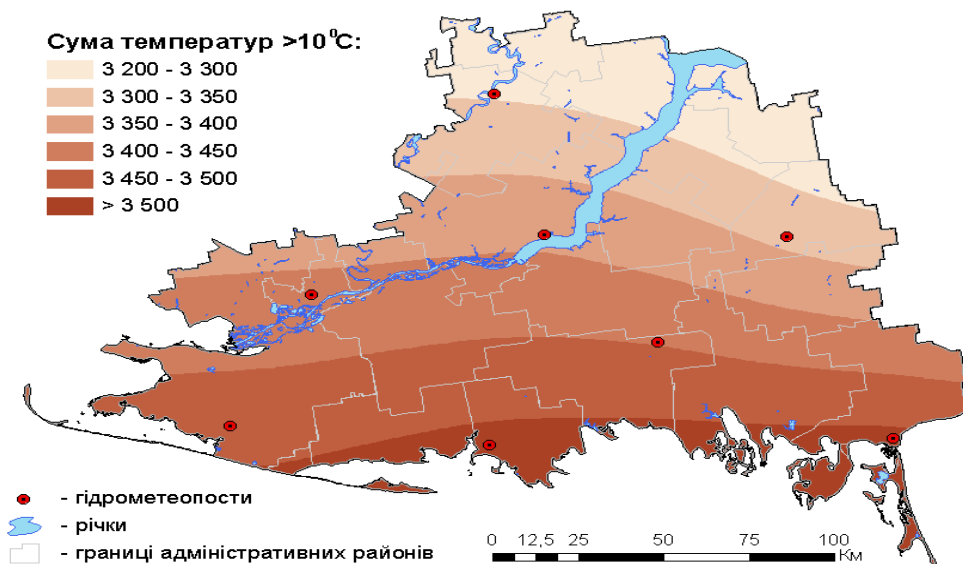 Сума температур >10⁰С:
3 200 - 3 300
3 300 - 3 350
3 350 - 3 400
3 400 - 3 450
3 450 - 3 500
> 3 500
- гідрометеопости
- річки
- границі адміністративних районів
0 12,5 25 50 75 100
Км